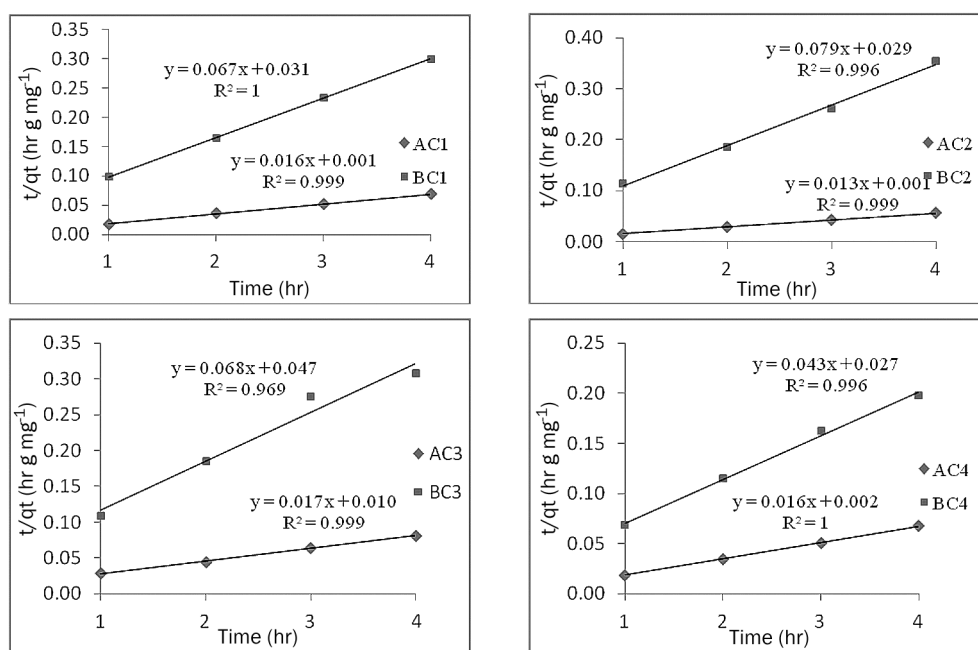 t/qt (hr g mg⁻¹)
0.35
0.30
0.25
0.20
0.15
0.10
0.05
0.00
y=0.067x+0.031
R²=1
y=0.016x+0.001
R²=0.999
AC1
BC1
1 2 3 4
Time (hr)
t/qt (hr g mg⁻¹)
0.40
0.30
0.20
0.10
0.00
y=0.079x+0.029
R²=0.996
y=0.013x+0.001
R²=0.999
AC2
BC2
1 2 3 4
Time (hr)
t/qt (hr g mg⁻¹)
0.35
0.30
0.25
0.20
0.15
0.10
0.05
0.00
y=0.068x+0.047
R²=0.969
y=0.017x+0.010
R²=0.999
AC3
BC3
1 2 3 4
Time (hr)
t/qt (hr g mg⁻¹)
0.25
0.20
0.15
0.10
0.05
0.00
y=0.043x+0.027
R²=0.996
y=0.016x+0.002
R²=1
AC4
BC4
1 2 3 4
Time (hr)